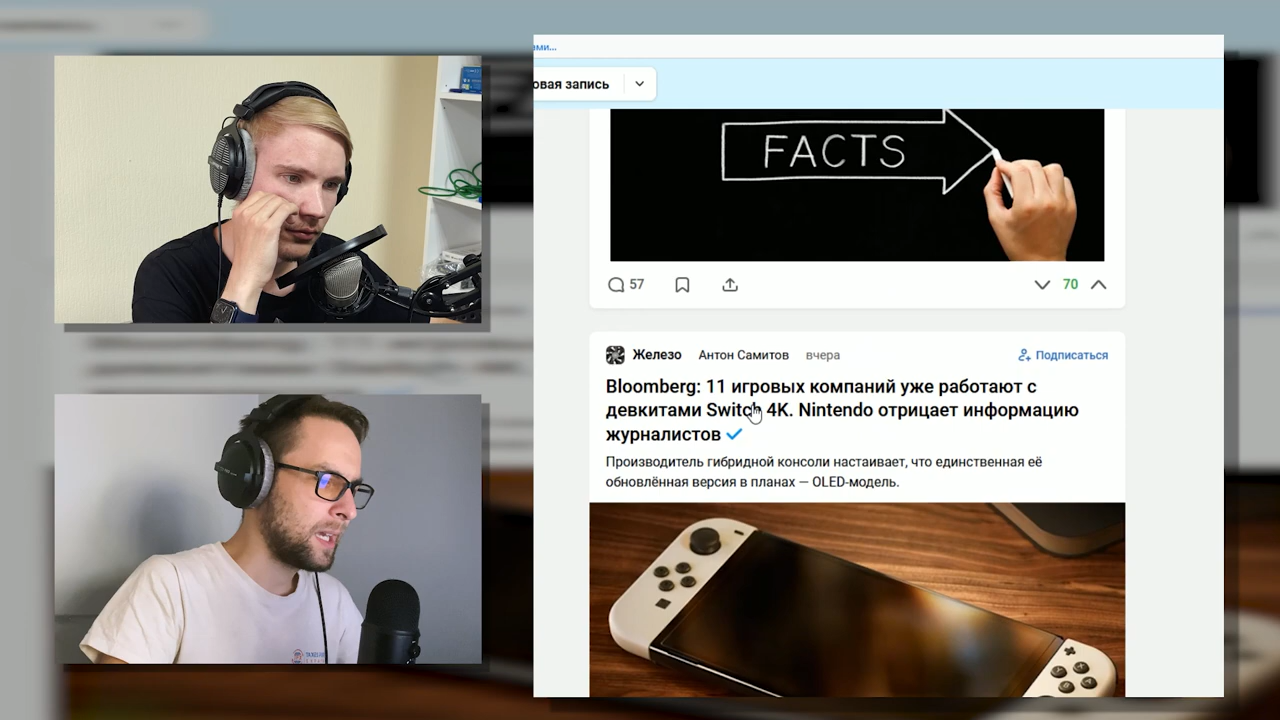 ями...
овая запись
FACTS
57
70
Железо Антон Самитов вчера
Подписаться
Bloomberg: 11 игровых компаний уже работают с
девкитами Switch 4K. Nintendo отрицает информацию
журналистов
Производитель гибридной консоли настаивает, что единственная её
обновлённая версия в планах — OLED-модель.